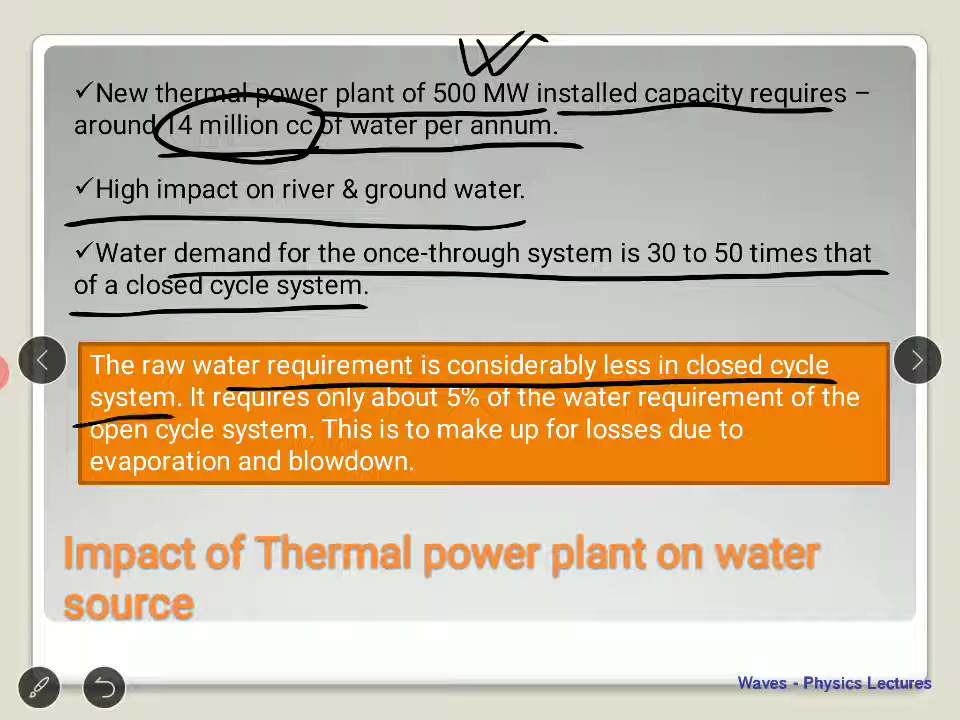 ✓New thermal power plant of 500 MW installed capacity requires –
around 14 million cc of water per annum.
✓High impact on river & ground water.
✓Water demand for the once-through system is 30 to 50 times that
of a closed cycle system.
The raw water requirement is considerably less in closed cycle
system. It requires only about 5% of the water requirement of the
open cycle system. This is to make up for losses due to
evaporation and blowdown.
Impact of Thermal power plant on water
source
Waves - Physics Lectures